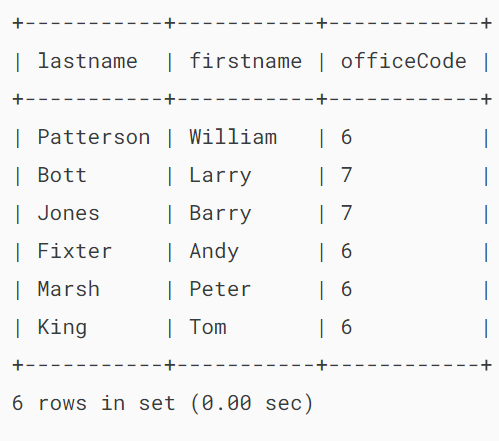 +-----------+-----------+------------+
| lastname  | firstname | officeCode |
+-----------+-----------+------------+
| Patterson | William   | 6          |
| Bott      | Larry     | 7          |
| Jones     | Barry     | 7          |
| Fixter    | Andy      | 6          |
| Marsh     | Peter     | 6          |
| King      | Tom       | 6          |
+-----------+-----------+------------+
6 rows in set (0.00 sec)